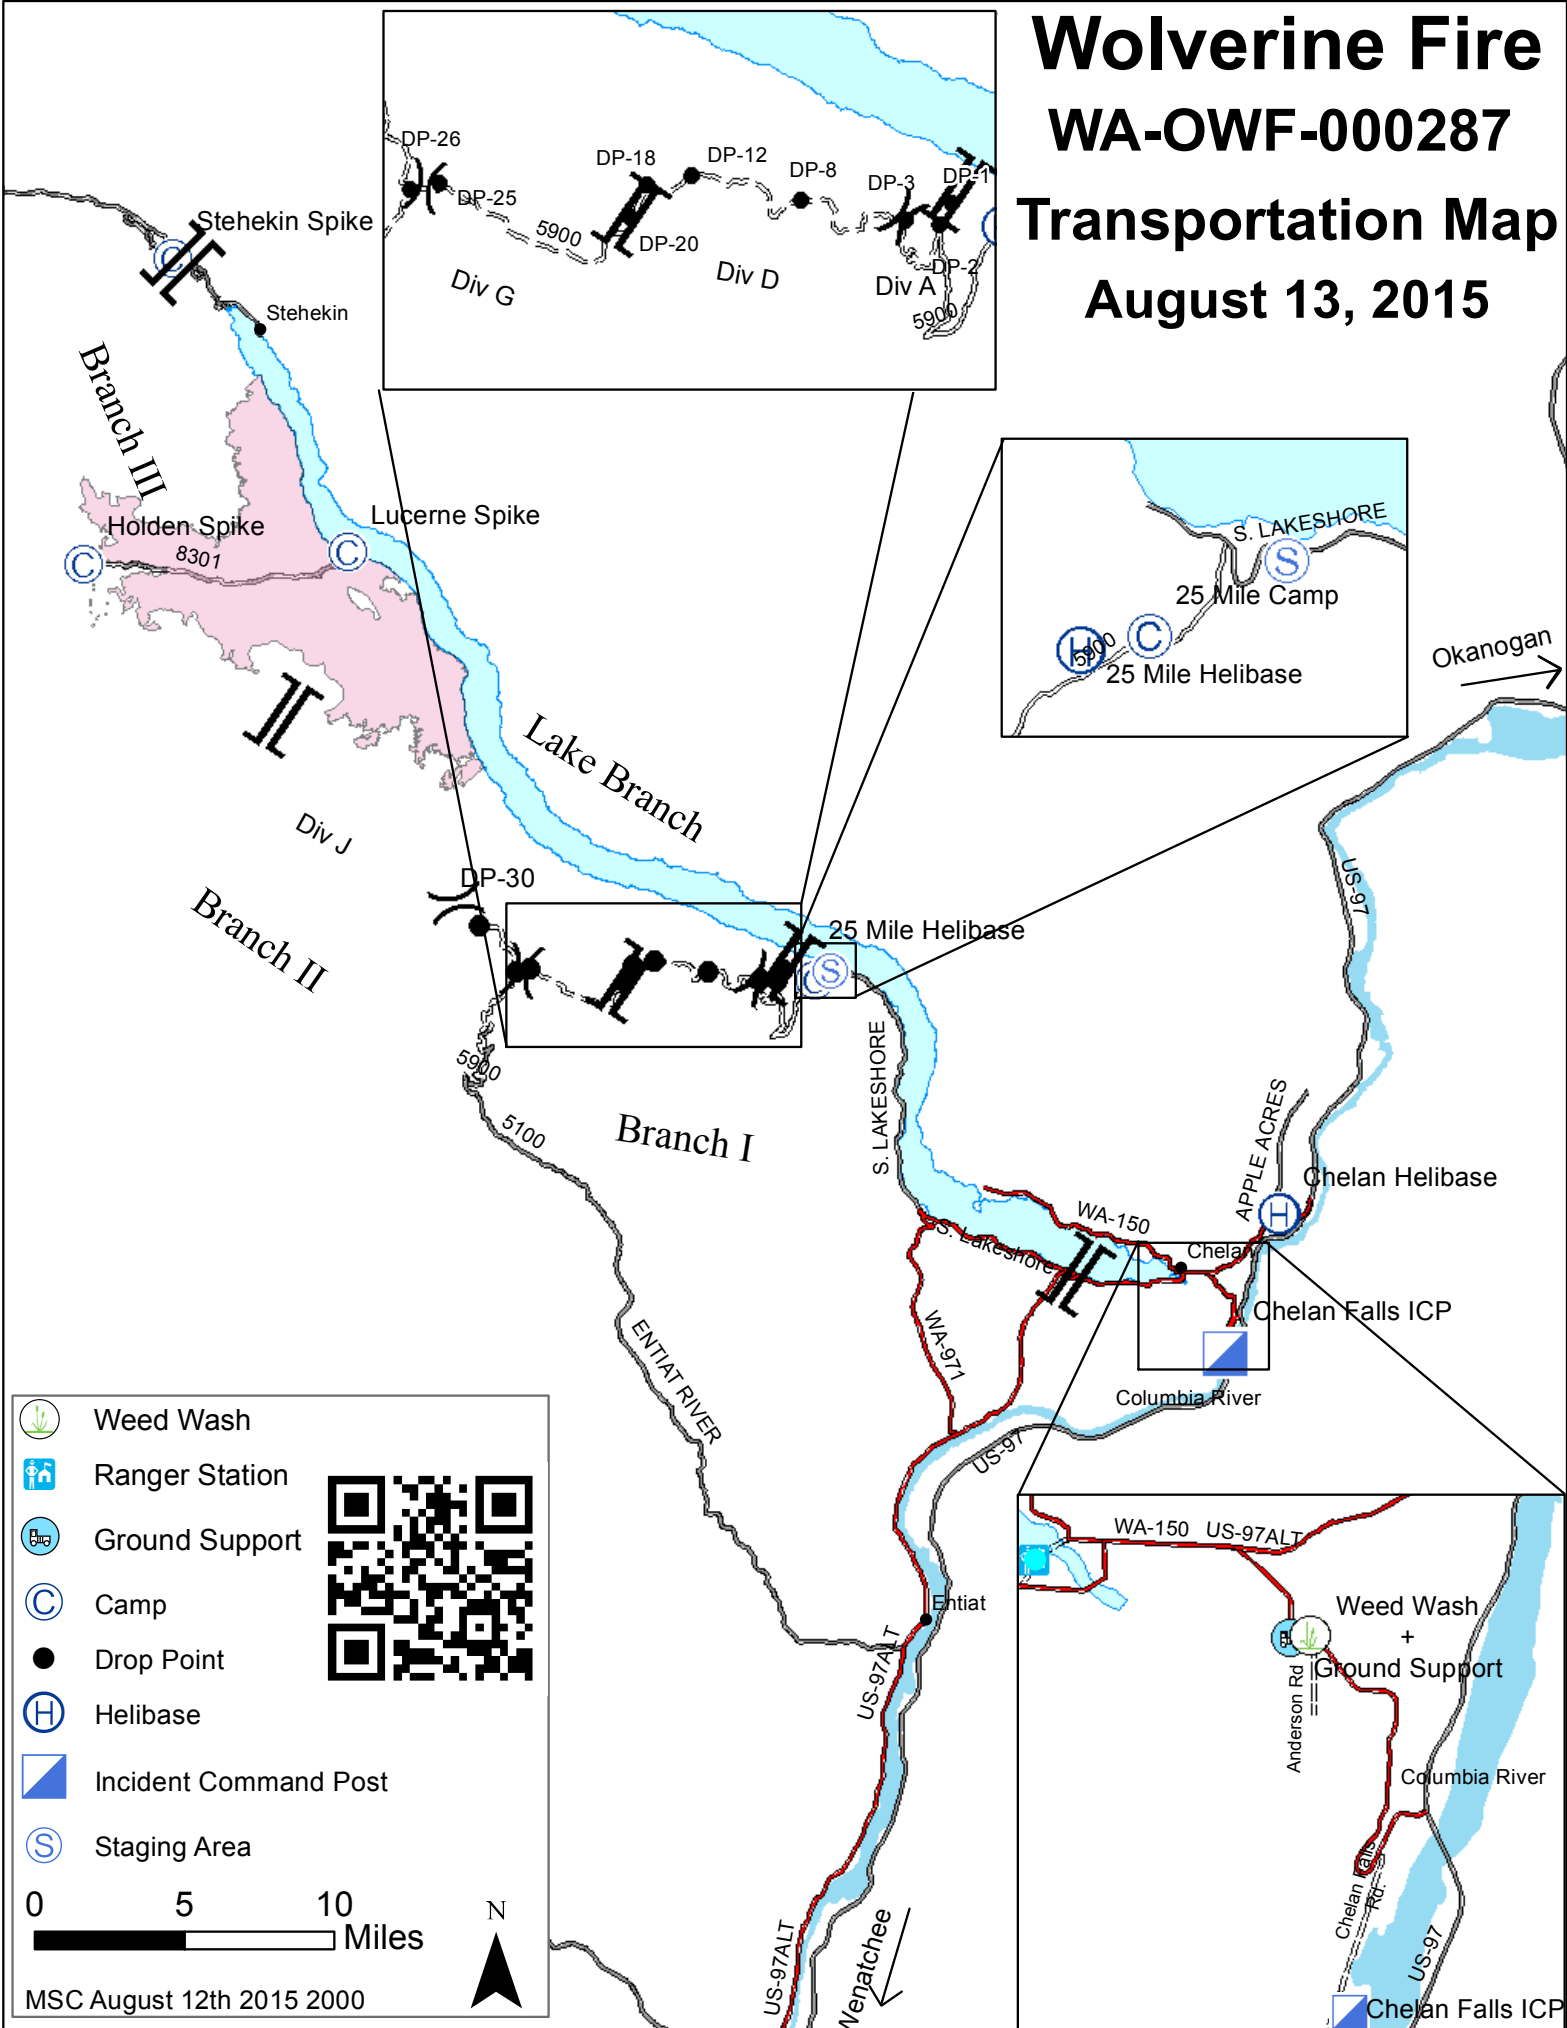 Wolverine Fire
WA-OWF-000287
Transportation Map
August 13, 2015
DP-26
DP-25
DP-18
DP-12
DP-8
DP-3
DP-1
5900
DP-20
DP-2
Div G
Div D
Div A
5900
Stehekin Spike
C
Stehekin
Branch III
Holden Spike
8301
C
Lucerne Spike
C
S. LAKESHORE
S
25 Mile Camp
C
H
5900
25 Mile Helibase
Okanogan
Lake Branch
Div J
DP-30
Branch II
25 Mile Helibase
S
C
US-97
5900
5100
S. LAKESHORE
Branch I
APPLE ACRES
Chelan Helibase
H
WA-150
S. Lakeshore
Chelan
Chelan Falls ICP
WA-971
ENTIAT RIVER
Columbia River
US-97
Entiat
US-97ALT
US-97ALT
Wenatchee
WA-150
US-97ALT
Weed Wash
+
Ground Support
Anderson Rd
Columbia River
Chelan Falls
Rd.
US-97
Chelan Falls ICP
Weed Wash
Ranger Station
Ground Support
C Camp
Drop Point
H Helibase
Incident Command Post
S Staging Area
0 5 10
Miles
N
MSC August 12th 2015 2000